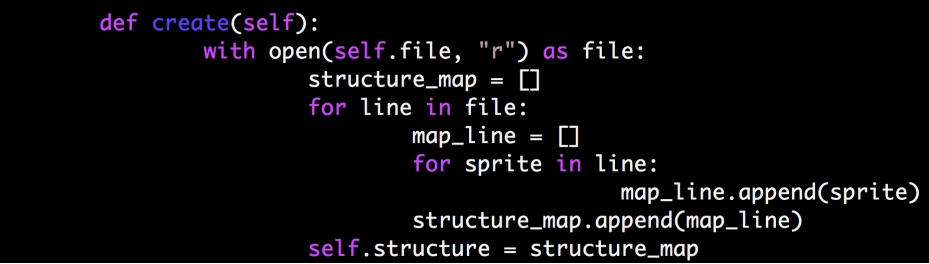 def create(self):
with open(self.file, "r") as file:
structure_map = []
for line in file:
map_line = []
for sprite in line:
map_line.append(sprite)
structure_map.append(map_line)
self.structure = structure_map